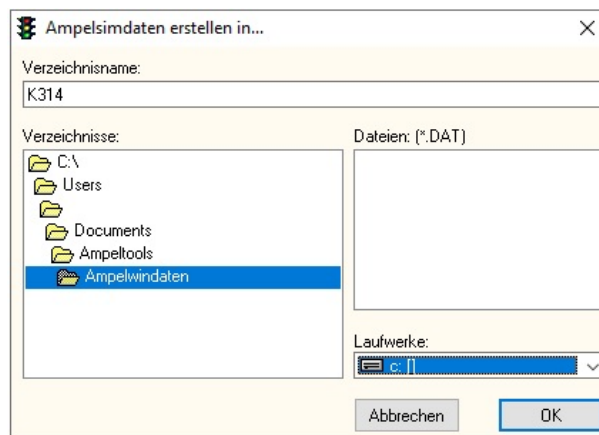 Ampelsimdaten erstellen in...
Verzeichnisname:
K314
Verzeichnisse:
C:\
Users
Documents
Ampeltools
Ampelwindaten
Dateien: (*.DAT)
Laufwerke:
c: []
Abbrechen
OK